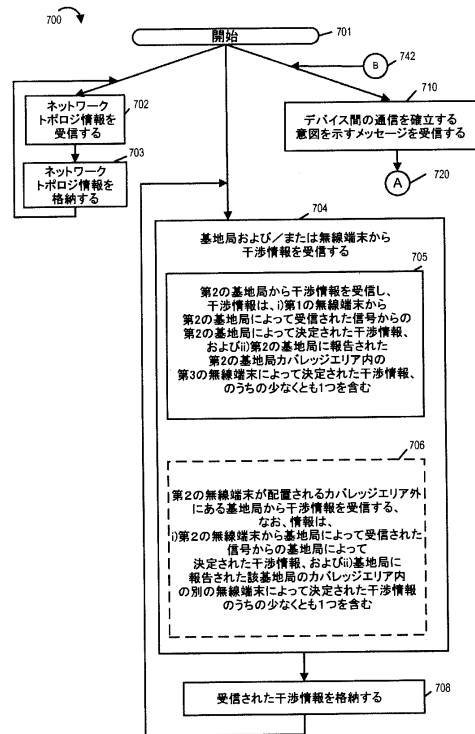 700
開始
701
B
742
ネットワーク
トポロジ情報を
受信する
702
703
ネットワーク
トポロジ情報を
格納する
710
デバイス間の通信を確立する
意図を示すメッセージを受信する
A
720
704
基地局および/または無線端末から
干渉情報を受信する
705
第2の基地局から干渉情報を受信し、
干渉情報は、i)第1の無線端末から
第2の基地局によって受信された信号からの
第2の基地局によって決定された干渉情報、
およびii)第2の基地局に報告された
第2の基地局カバレッジエリア内の
第3の無線端末によって決定された干渉情報、
のうちの少なくとも1つを含む
706
第2の無線端末が配置されるカバレッジエリア外
にある基地局から干渉情報を受信する、
なお、情報は、
i)第2の無線端末から基地局によって受信された
信号からの基地局によって
決定された干渉情報、およびii)基地局に
報告された該基地局のカバレッジエリア内
の別の無線端末によって決定された干渉情報
のうちの少なくとも1つを含む
受信された干渉情報を格納する
708